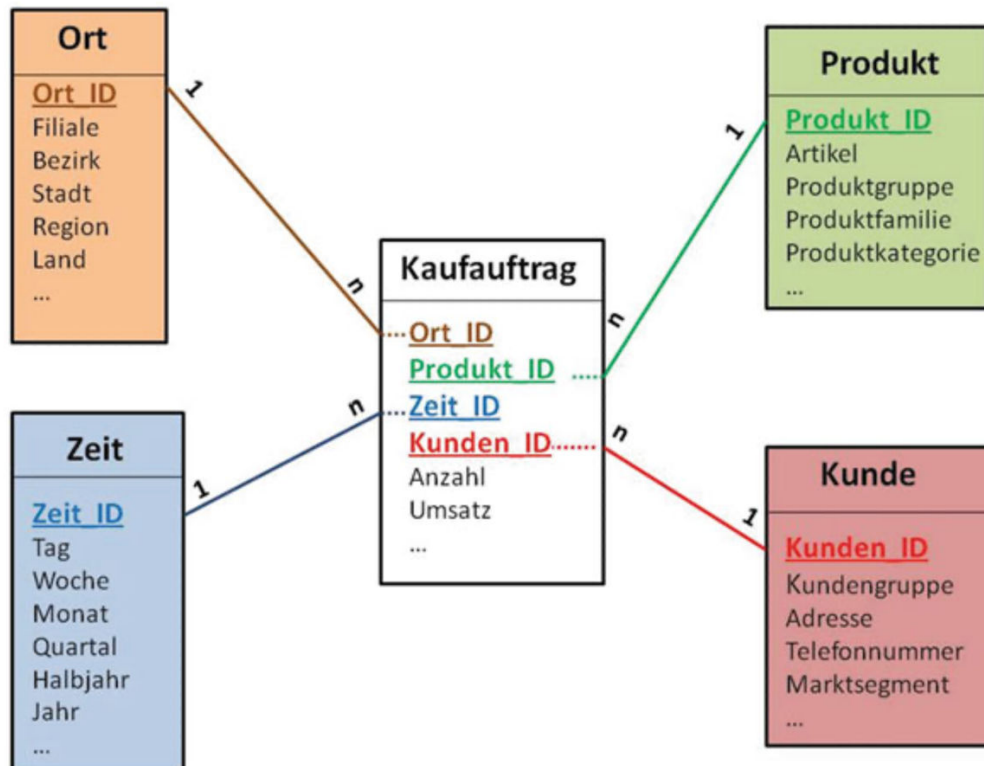 Ort
Ort_ID
Filiale
Bezirk
Stadt
Region
Land
...
1
n
Produkt
Produkt_ID
Artikel
Produktgruppe
Produktfamilie
Produktkategorie
...
1
n
Kaufauftrag
Ort_ID
Produkt_ID
Zeit_ID
Kunden_ID
Anzahl
Umsatz
...
Zeit
Zeit_ID
Tag
Woche
Monat
Quartal
Halbjahr
Jahr
...
1
n
Kunde
Kunden_ID
Kundengruppe
Adresse
Telefonnummer
Marktsegment
...
1
n